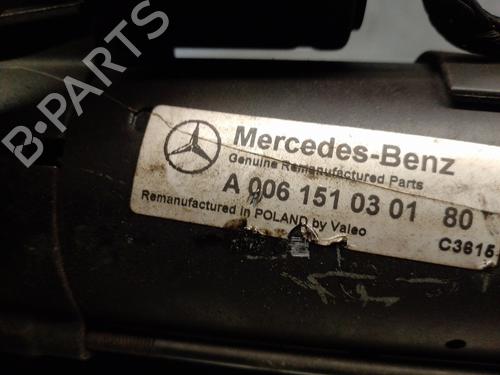 B-PARTS
Mercedes-Benz
Genuine Remanufactured Parts
A 006 151 03 01 80
Remanufactured in POLAND by Valeo
C3615